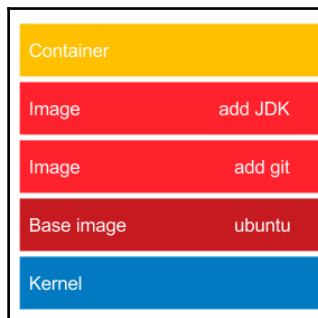 Container
Image add JDK
Image add git
Base image ubuntu
Kernel